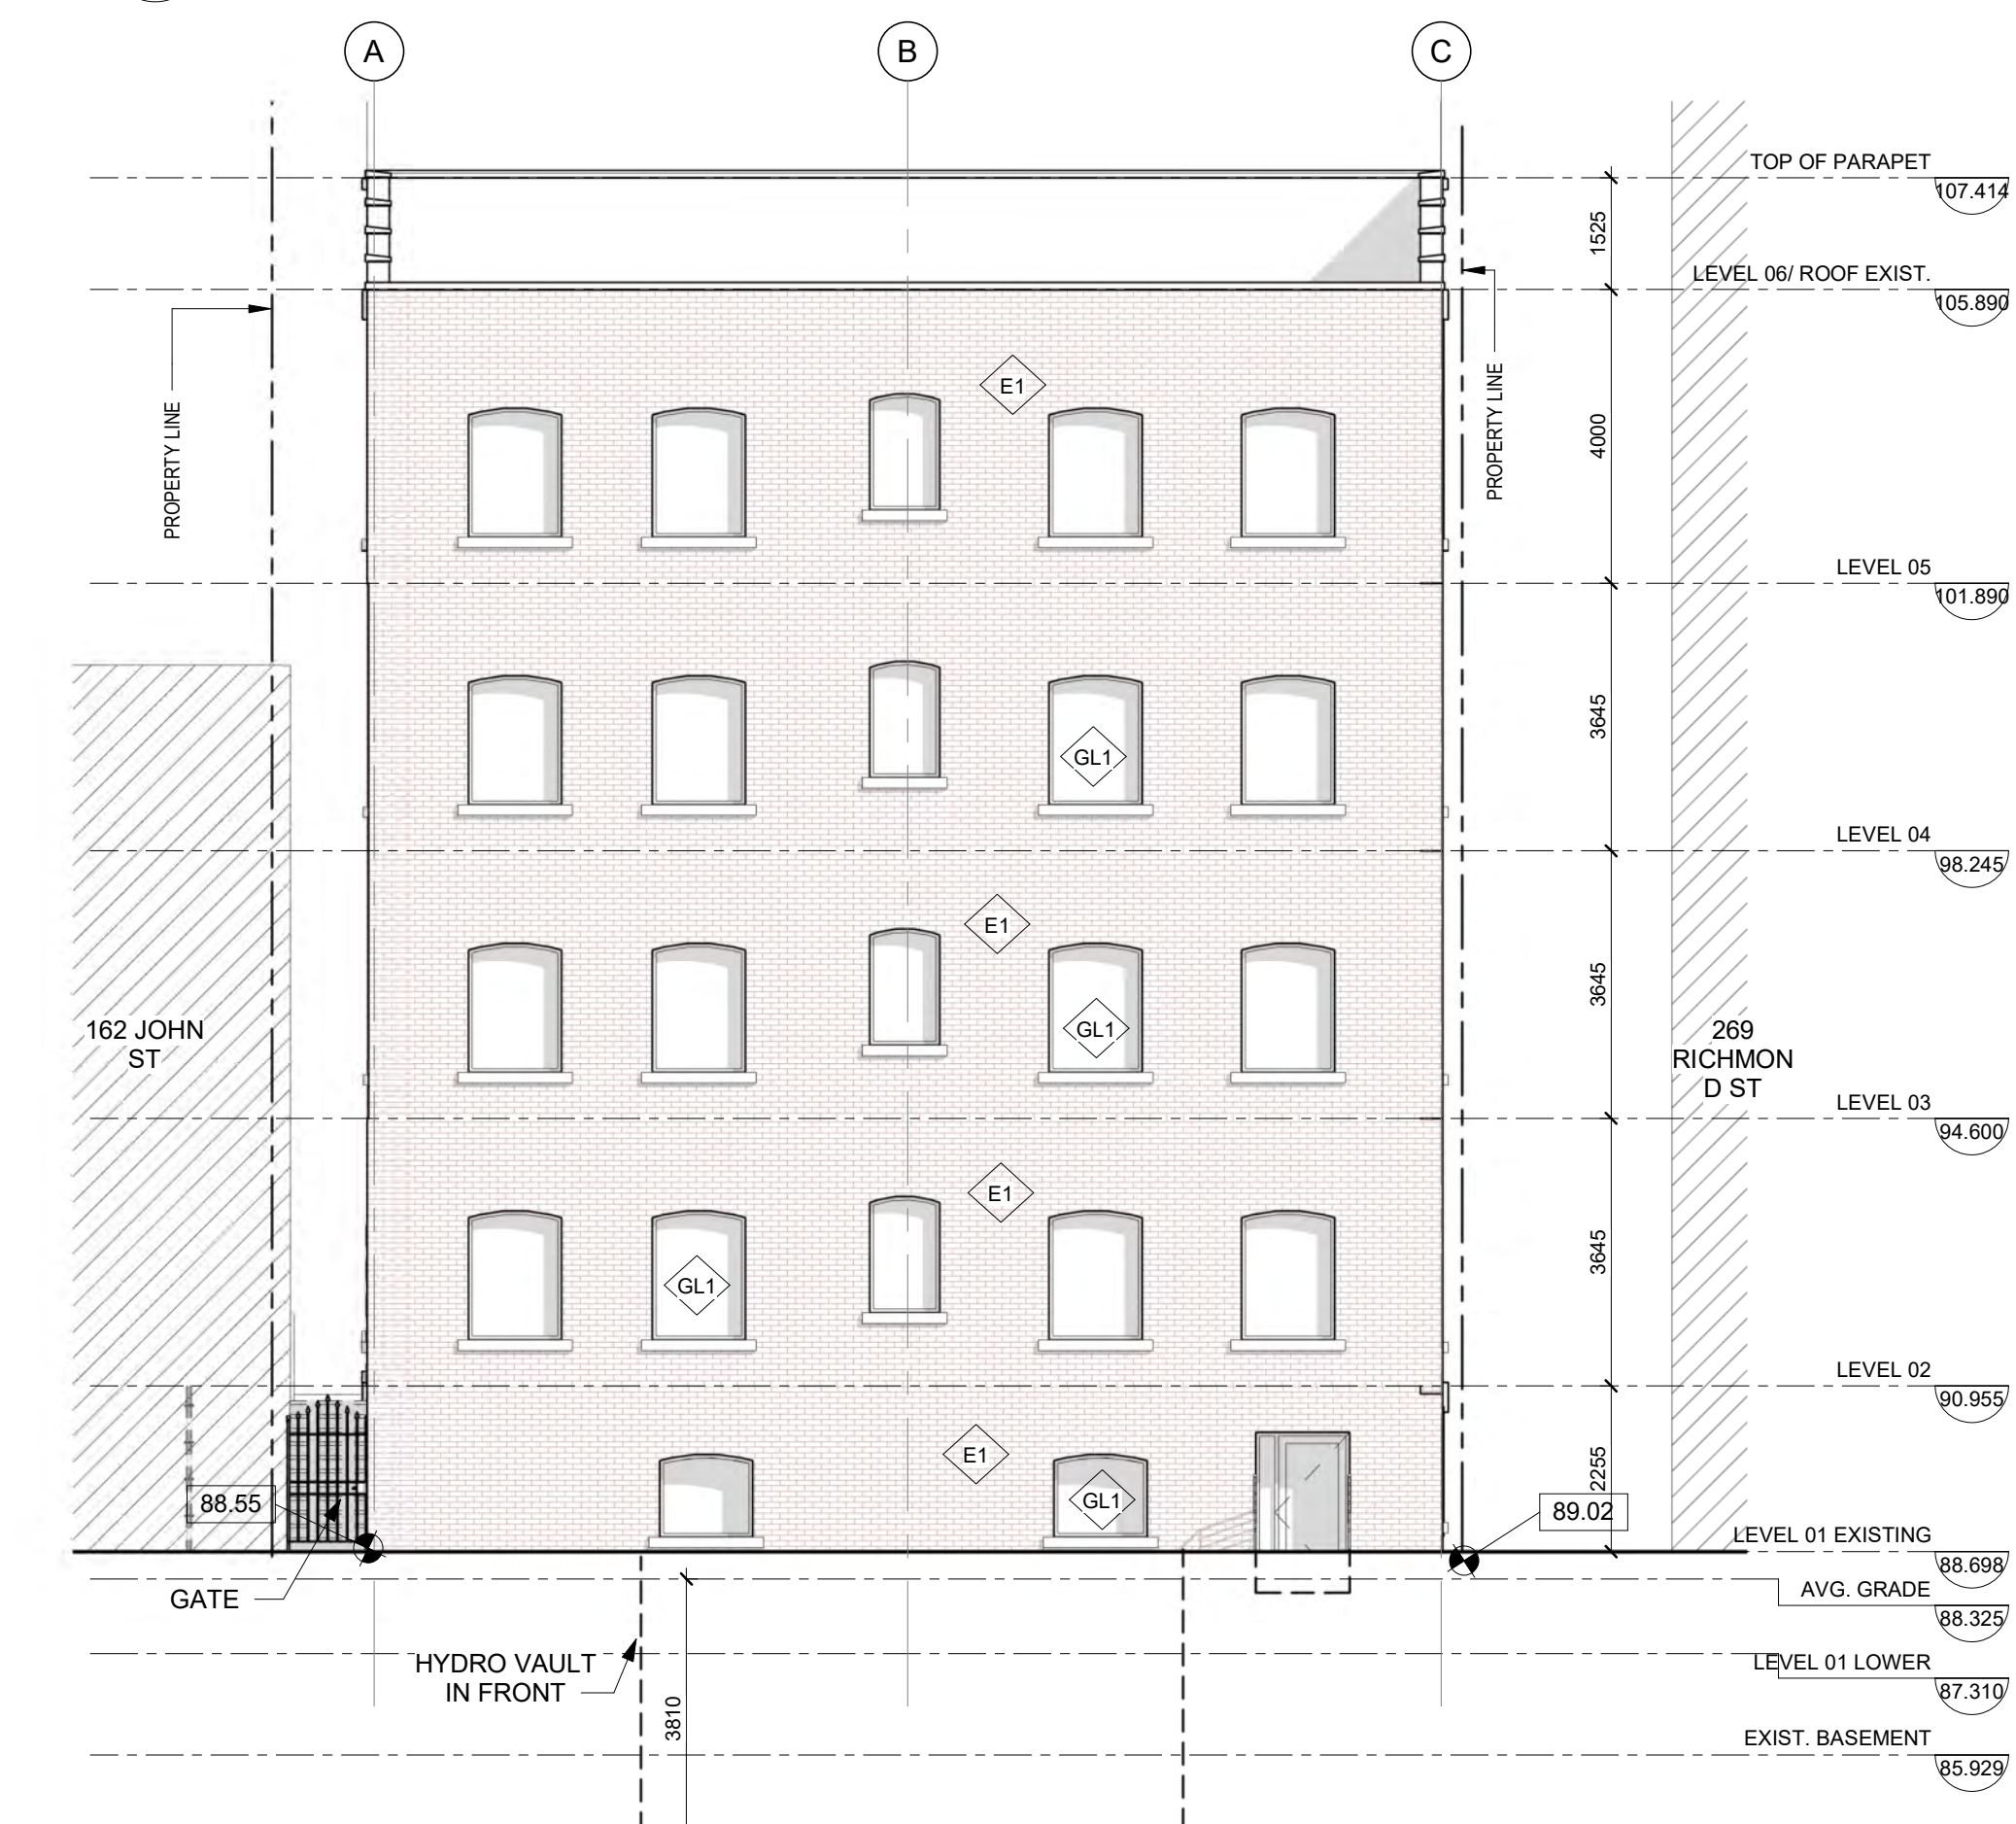 A
B
C
TOP OF PARAPET
107.414
1525
LEVEL 06/ ROOF EXIST.
105.890
PROPERTY LINE
PROPERTY LINE
E1
4000
LEVEL 05
101.890
GL1
3645
LEVEL 04
98.245
E1
162 JOHN
ST
GL1
3645
269
RICHMON
D ST
LEVEL 03
94.600
E1
GL1
3645
LEVEL 02
90.955
E1
GL1
2255
88.55
89.02
LEVEL 01 EXISTING
88.698
GATE
AVG. GRADE
88.325
HYDRO VAULT
IN FRONT
LEVEL 01 LOWER
87.310
3810
EXIST. BASEMENT
85.929